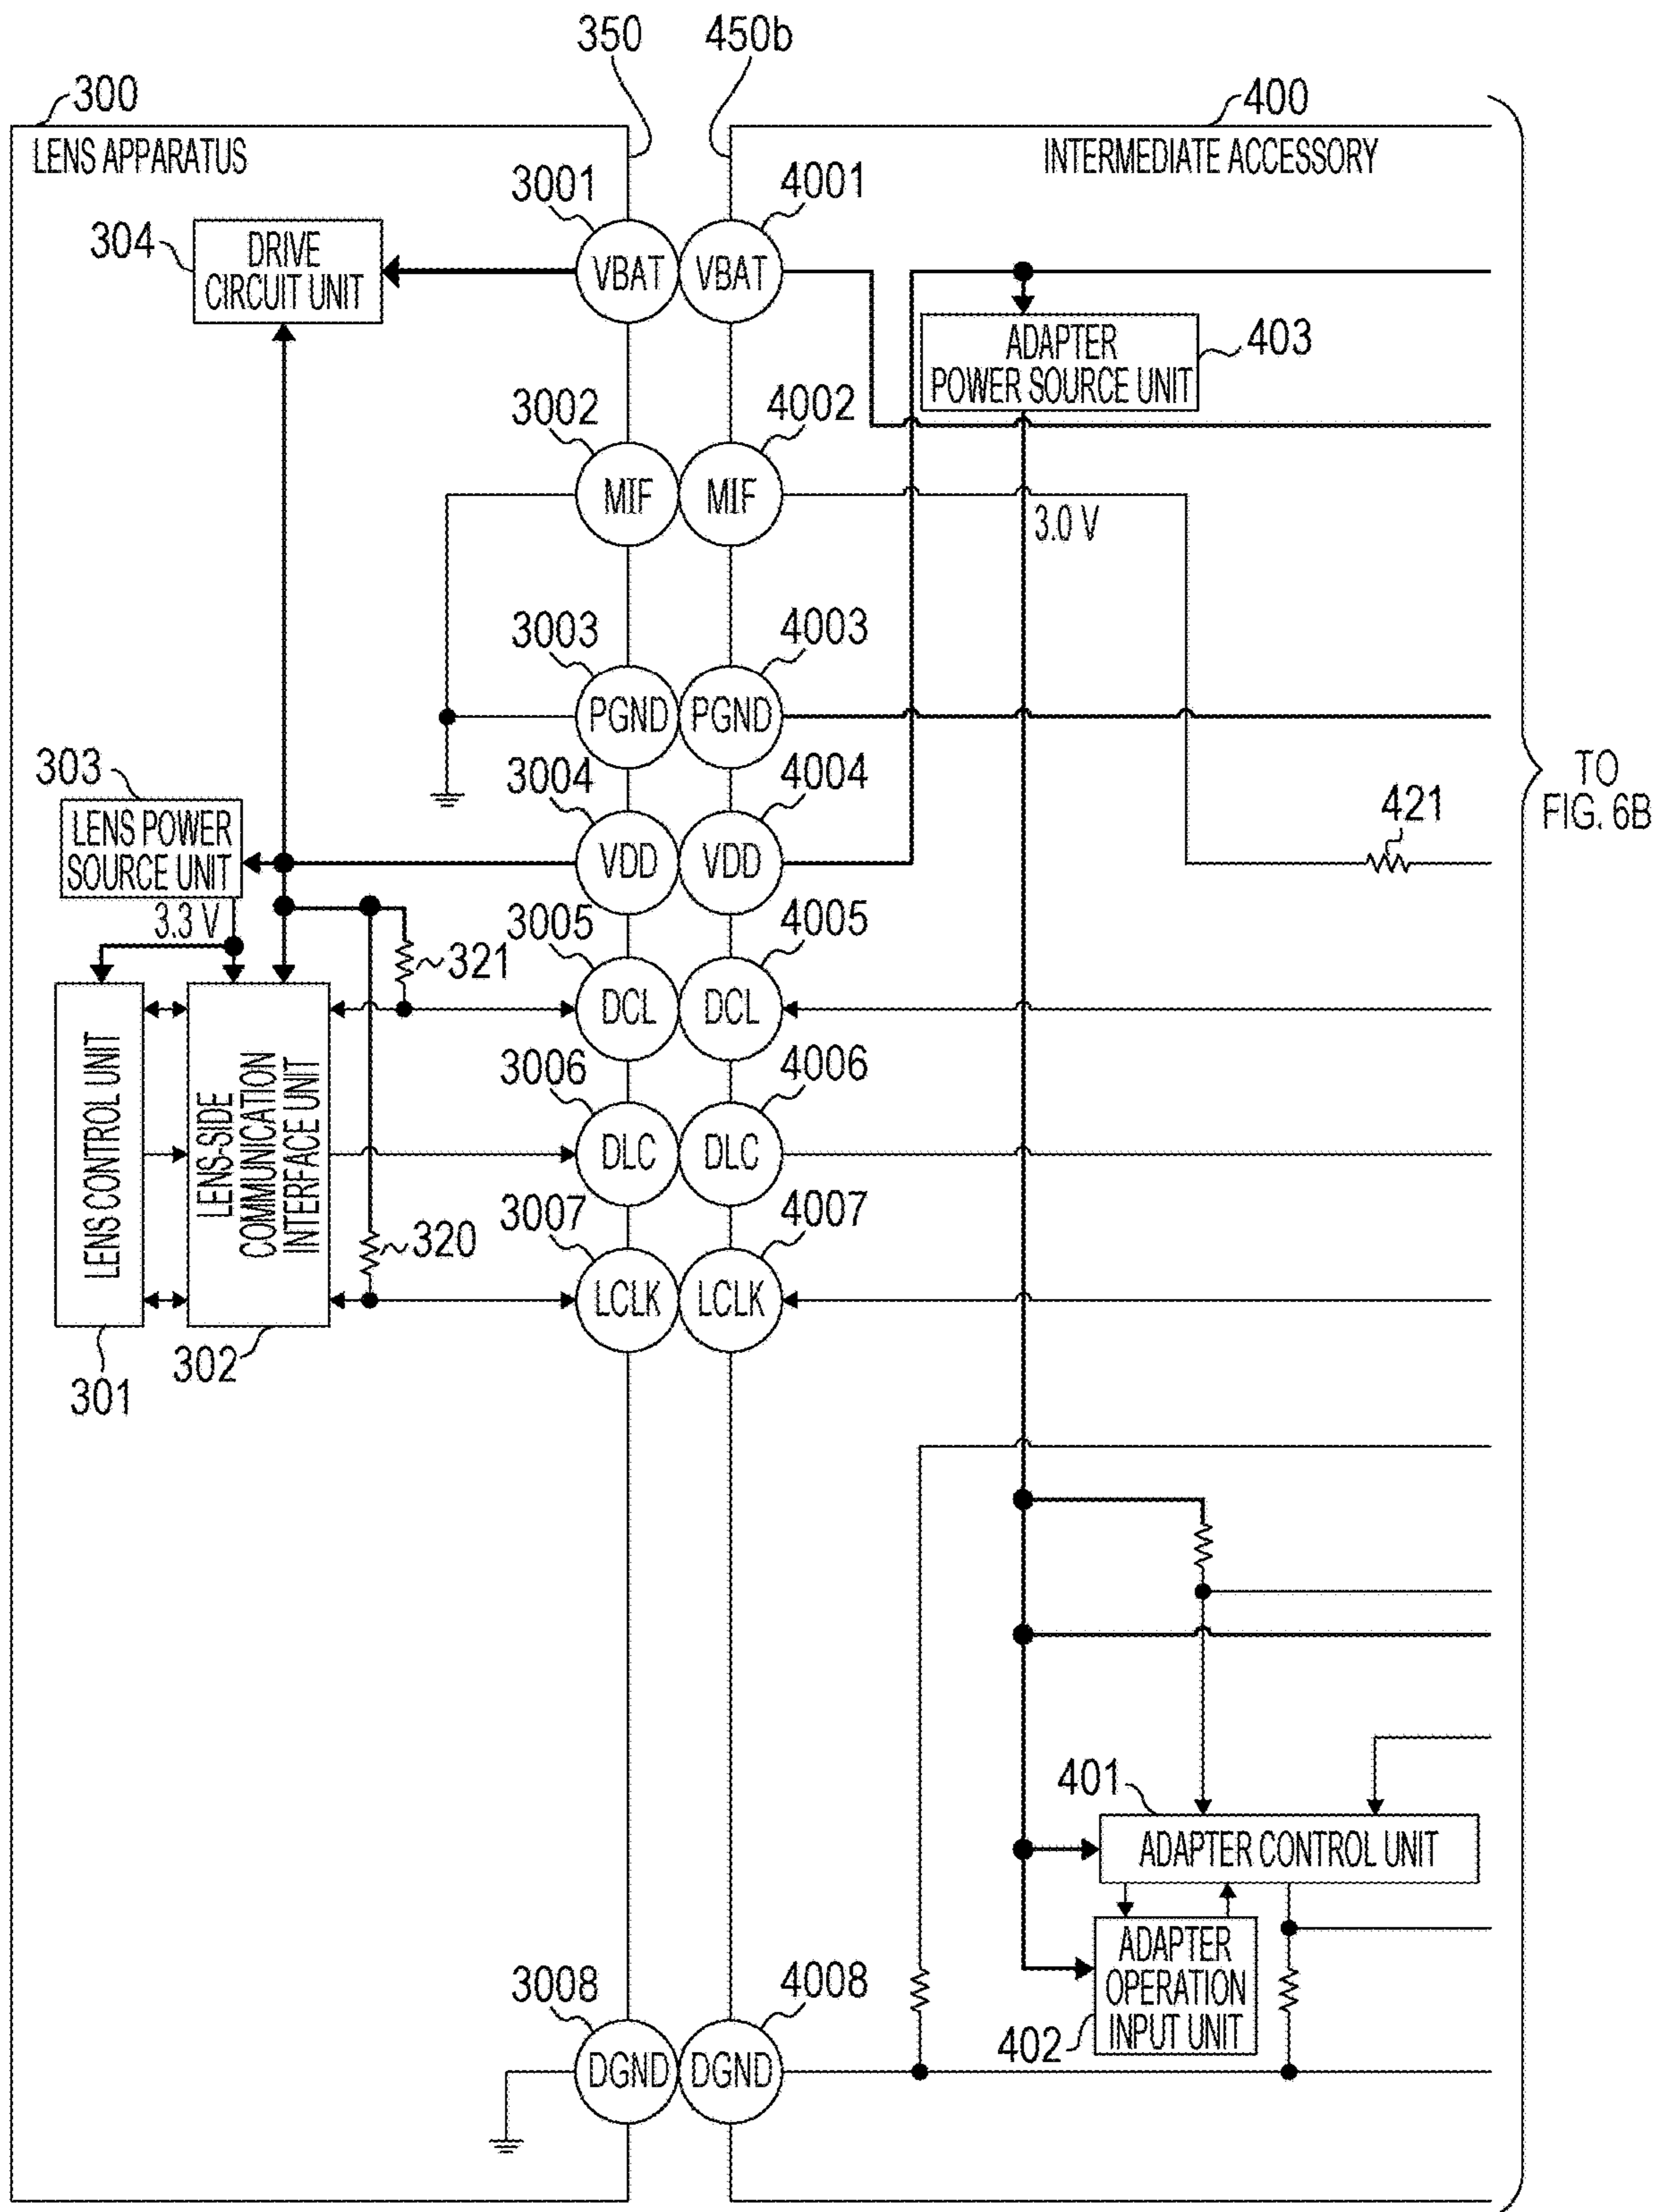 350
450b
300
400
LENS APPARATUS
INTERMEDIATE ACCESSORY
3001
4001
304
DRIVE
CIRCUIT UNIT
VBAT
VBAT
ADAPTER
POWER SOURCE UNIT
403
3002
4002
MIF
MIF
3.0 V
3003
4003
PGND
PGND
303
3004
4004
TO
FIG. 6B
421
LENS POWER
SOURCE UNIT
VDD
VDD
3.3 V
3005
4005
321
DCL
DCL
LENS CONTROL UNIT
LENS-SIDE
COMMUNICATION
INTERFACE UNIT
3006
4006
DLC
DLC
3007
4007
320
LCLK
LCLK
301
302
401
ADAPTER CONTROL UNIT
3008
4008
ADAPTER
OPERATION
INPUT UNIT
402
DGND
DGND